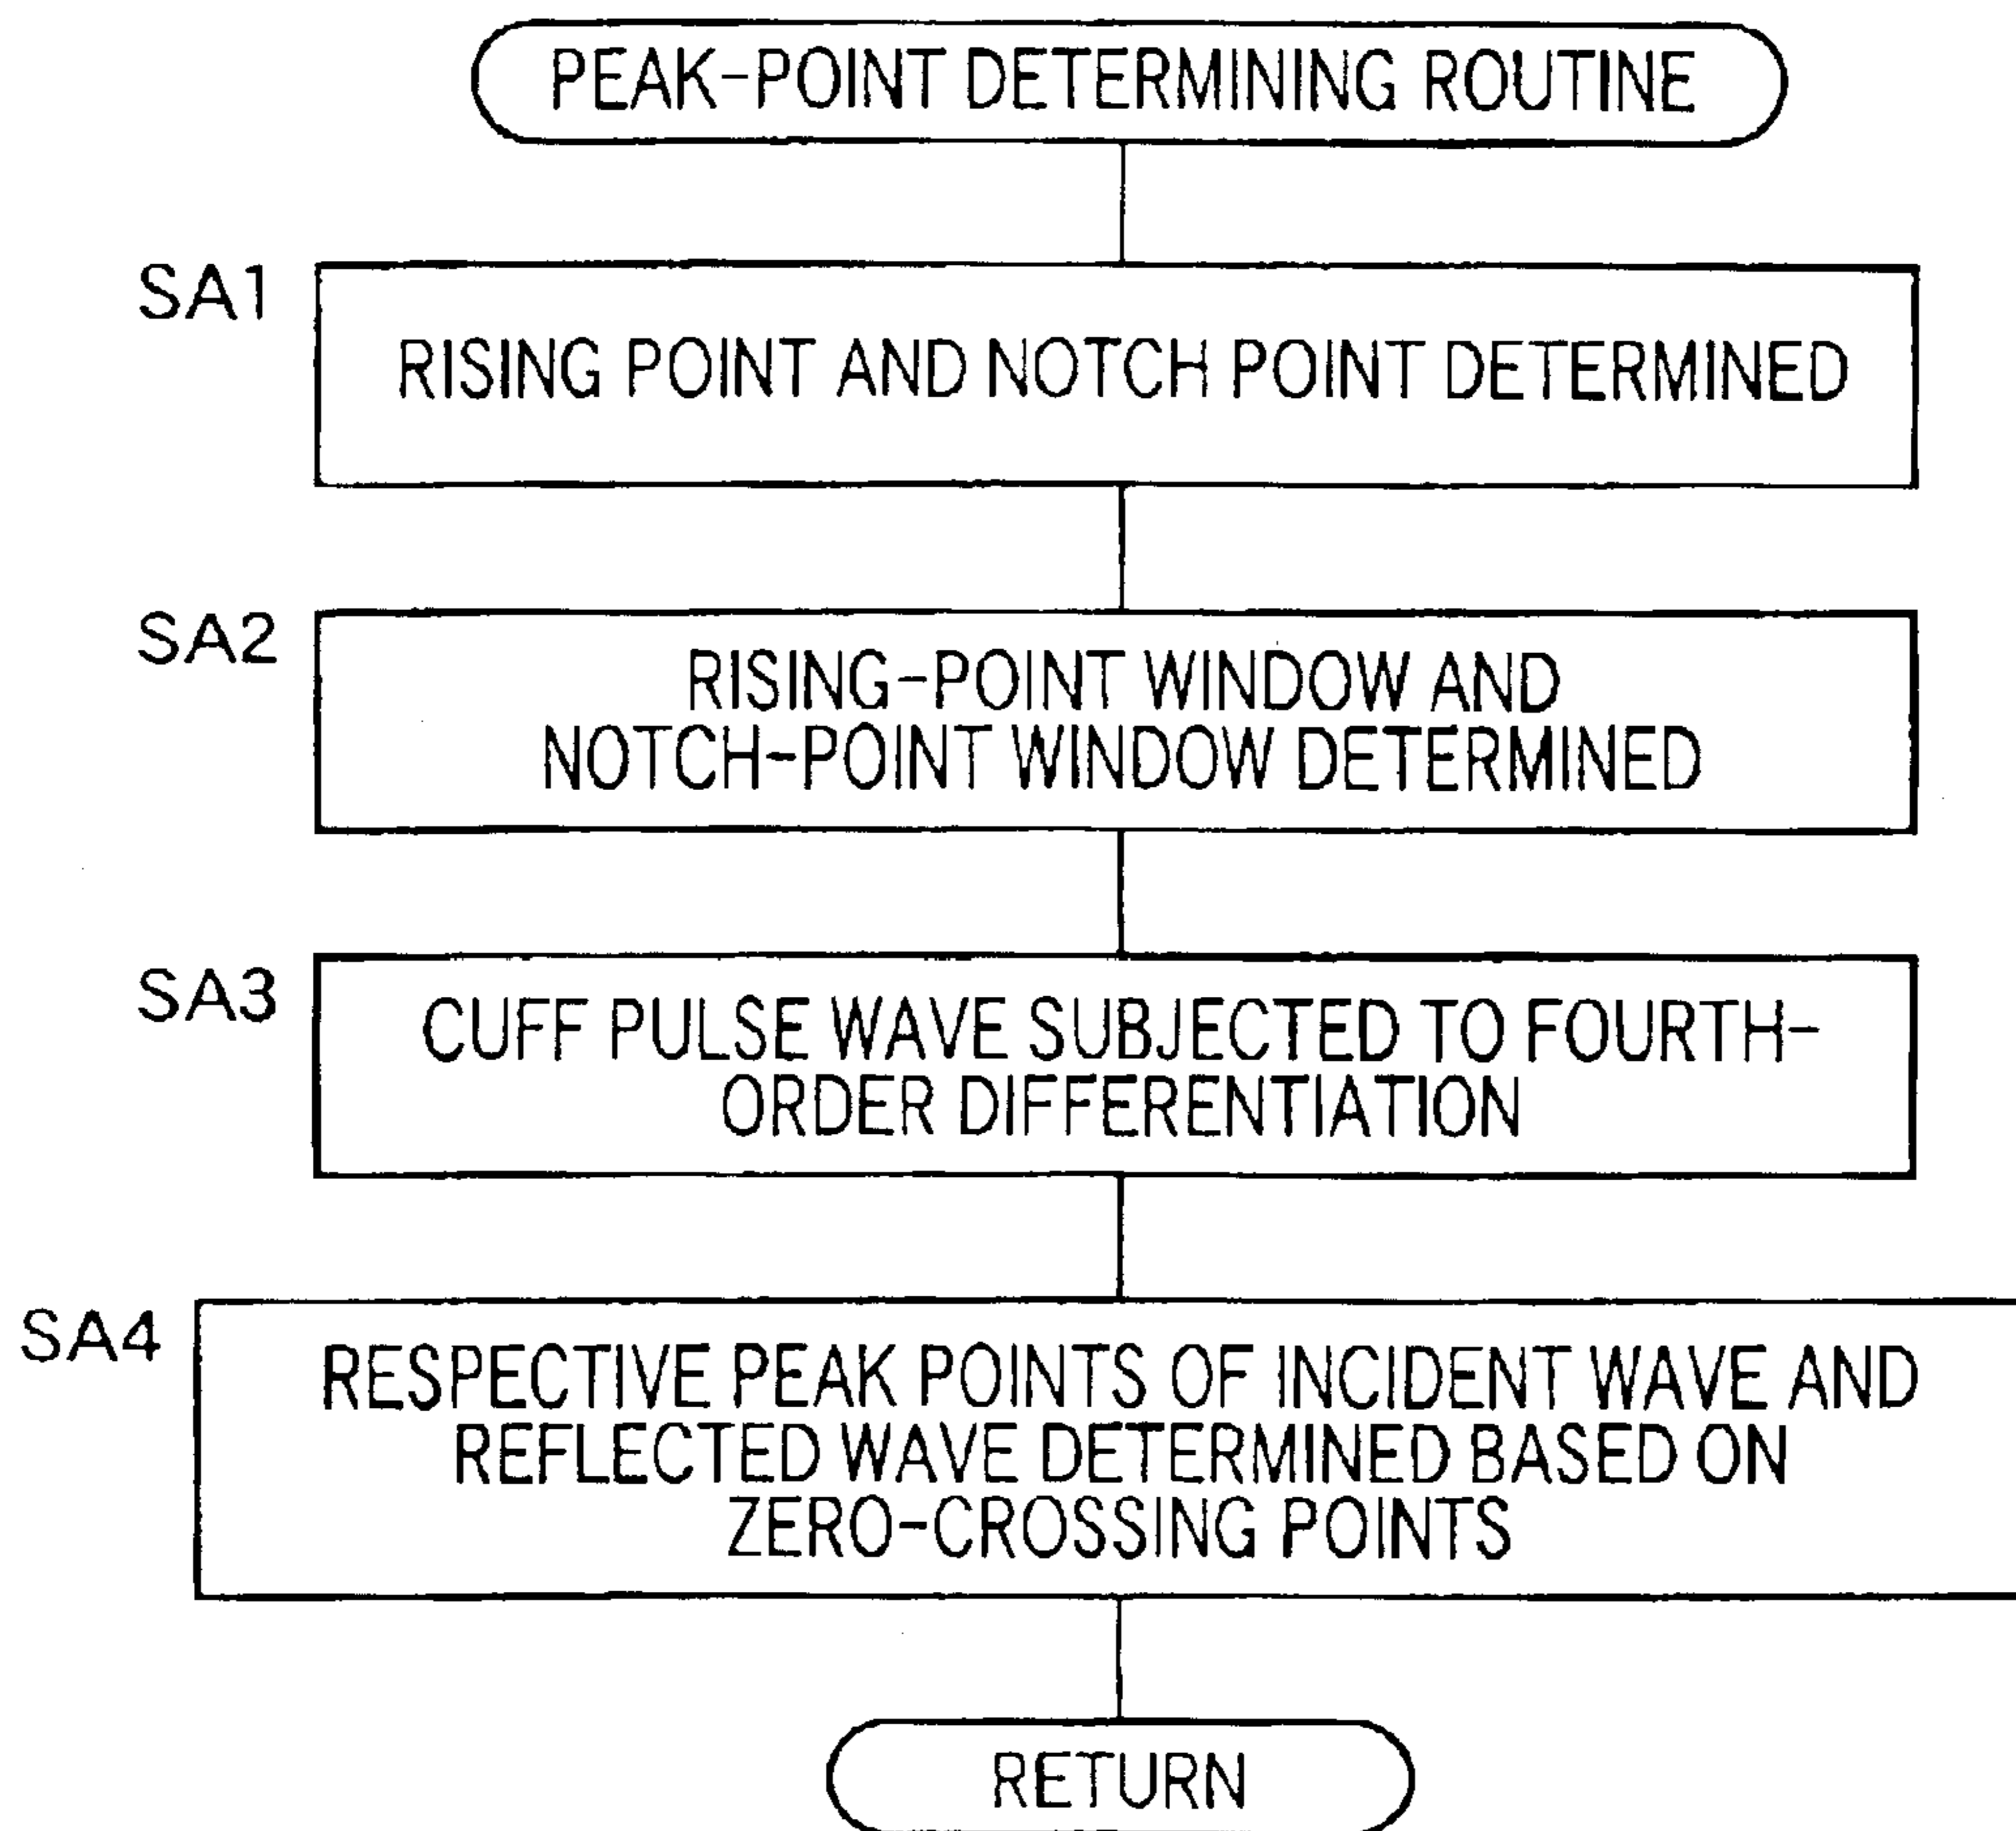 PEAK-POINT DETERMINING ROUTINE
SA1
RISING POINT AND NOTCH POINT DETERMINED
SA2
RISING-POINT WINDOW AND
NOTCH-POINT WINDOW DETERMINED
SA3
CUFF PULSE WAVE SUBJECTED TO FOURTH-
ORDER DIFFERENTIATION
SA4
RESPECTIVE PEAK POINTS OF INCIDENT WAVE AND
REFLECTED WAVE DETERMINED BASED ON
ZERO-CROSSING POINTS
RETURN